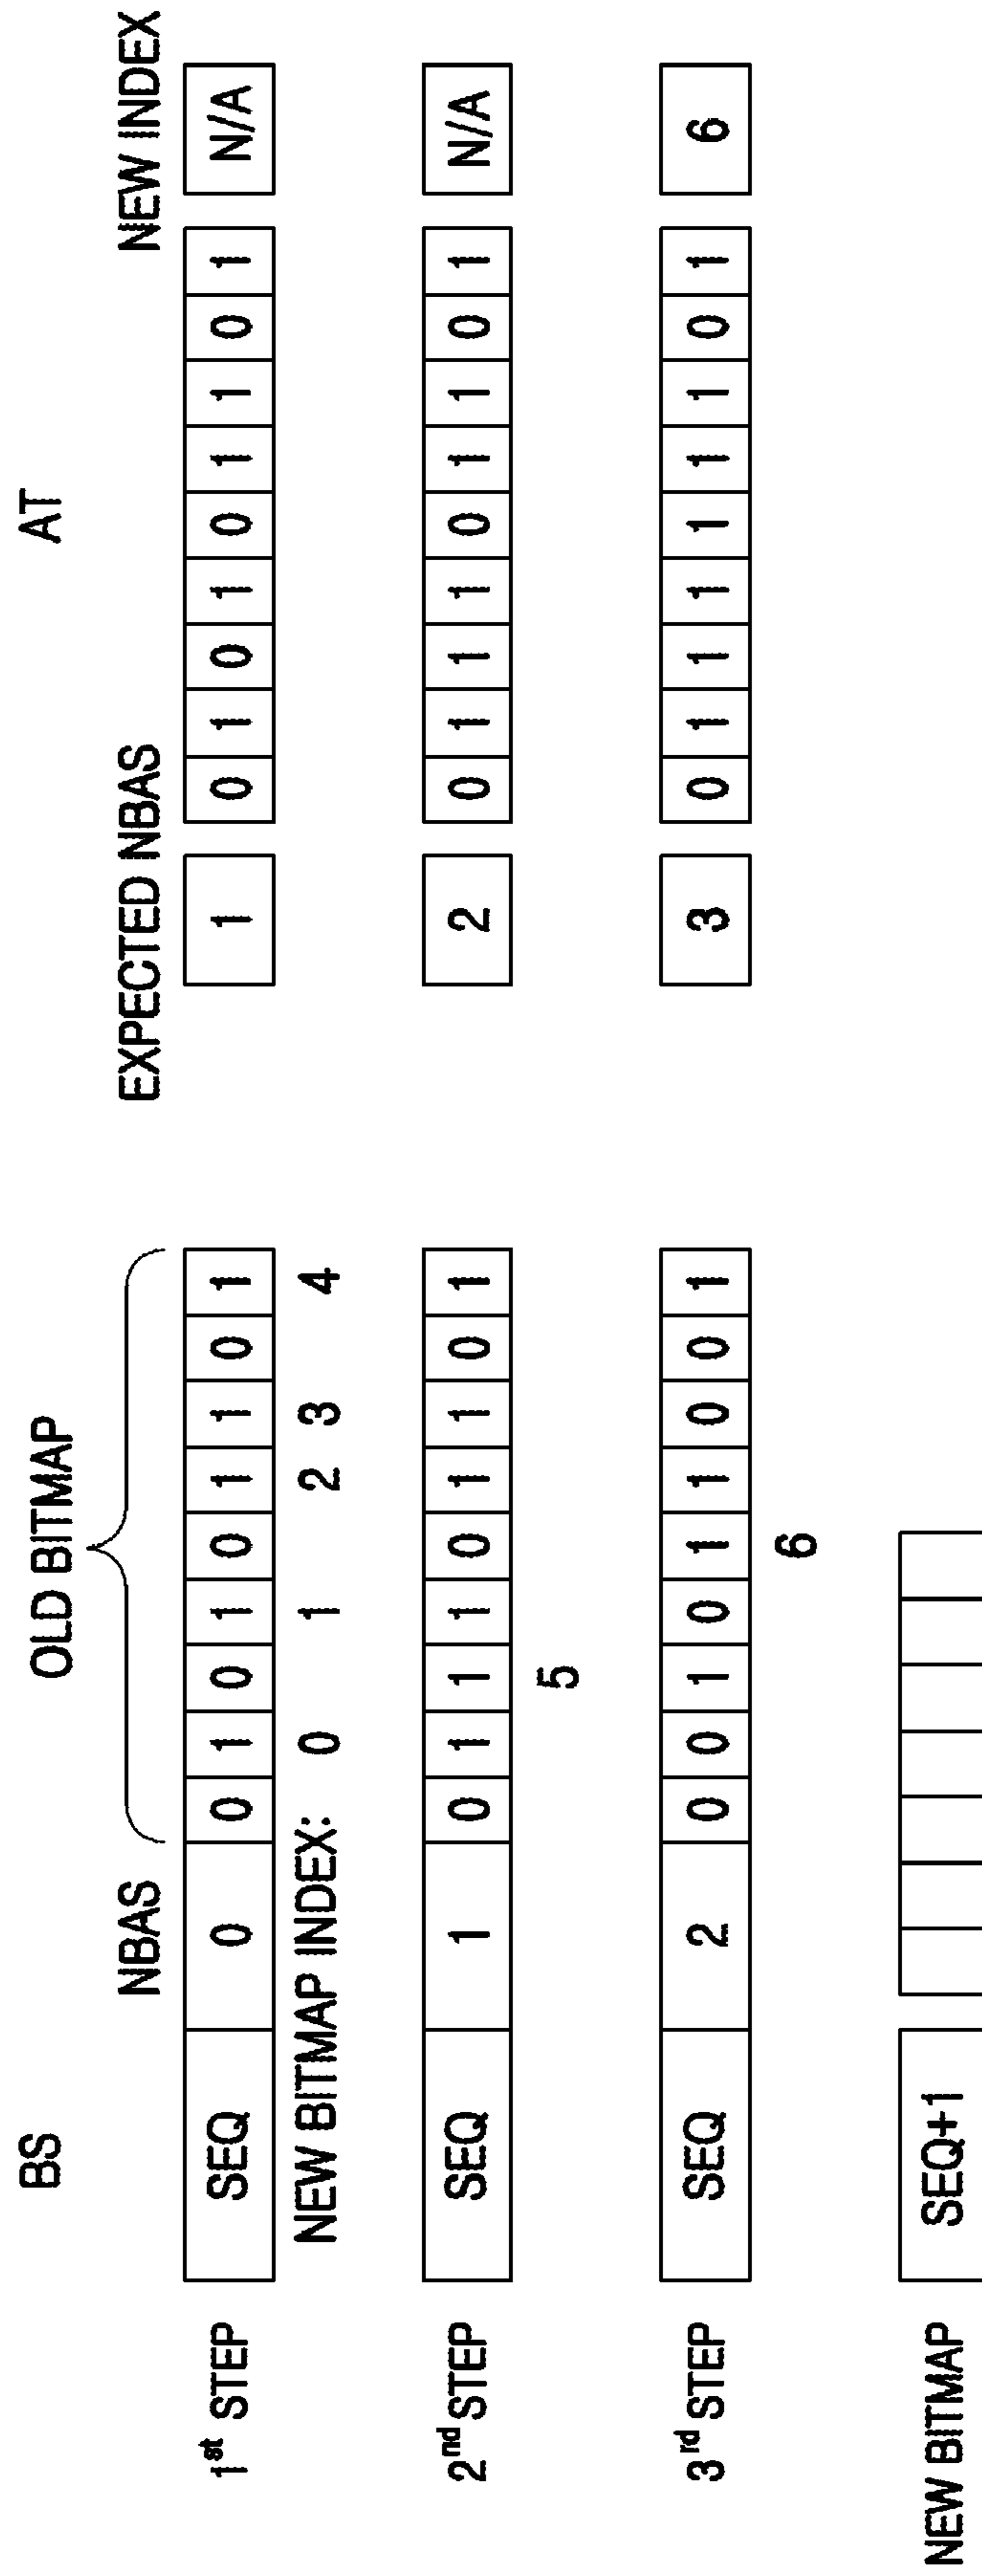 BS AT
OLD BITMAP
NBAS EXPECTED NBAS NEW INDEX
1st STEP SEQ 0 0 1 0 1 0 1 1 0 1 1 0 1 0 1 0 1 1 0 1 N/A
NEW BITMAP INDEX: 0 1 2 3 4
2nd STEP SEQ 1 0 1 1 1 0 1 1 0 1 2 0 1 1 1 0 1 1 0 1 N/A
5
3rd STEP SEQ 2 0 0 1 0 1 1 0 0 1 3 0 1 1 1 1 1 1 0 1 6
6
NEW BITMAP SEQ+1